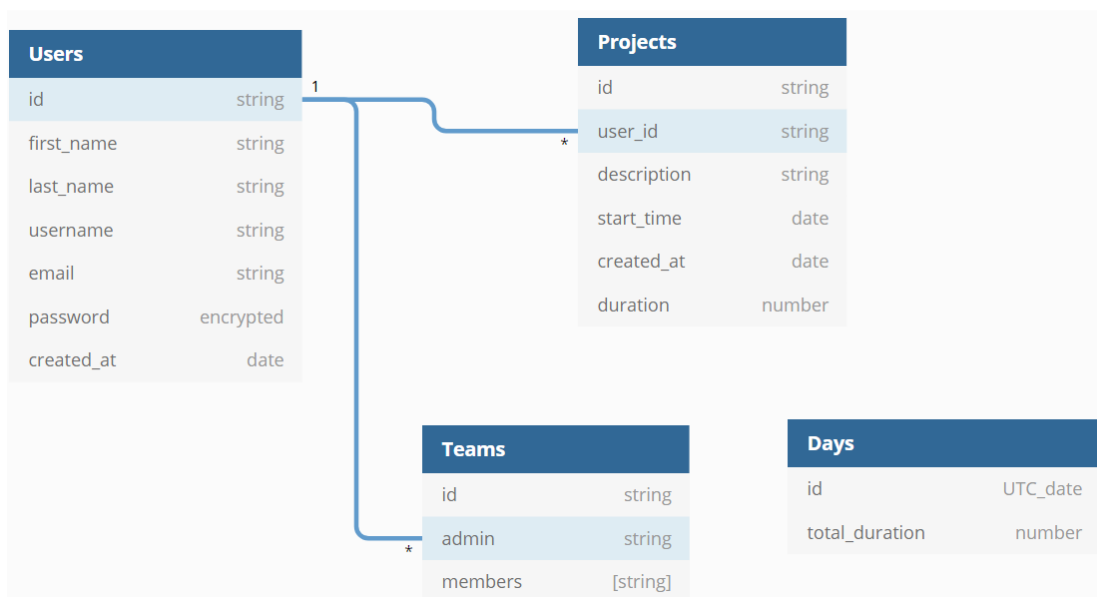 Users
id string
first_name string
last_name string
username string
email string
password encrypted
created_at date
1
*
Projects
id string
user_id string
description string
start_time date
created_at date
duration number
*
Teams
id string
admin string
members [string]
Days
id UTC_date
total_duration number